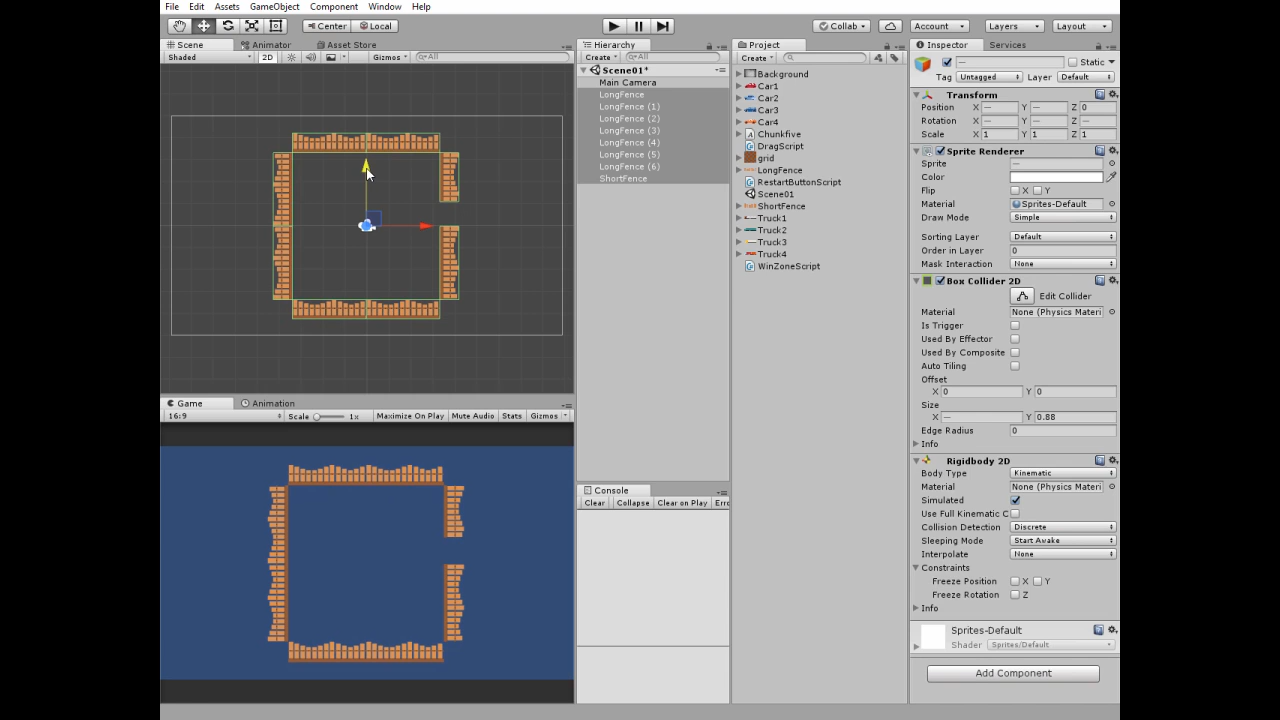 File Edit Assets GameObject Component Window Help
Center Local Collab Account Layers Layout
Scene Animator Asset Store
Shaded 2D Gizmos All
Hierarchy
Create All
Scene01*
Main Camera
LongFence
LongFence (1)
LongFence (2)
LongFence (3)
LongFence (4)
LongFence (5)
LongFence (6)
ShortFence
Project
Create
Background
Car1
Car2
Car3
Car4
Chunkfive
DragScript
grid
LongFence
RestartButtonScript
Scene01
ShortFence
Truck1
Truck2
Truck3
Truck4
WinZoneScript
Inspector Services
— Static
Tag Untagged Layer Default
Transform
Position X — Y — Z 0
Rotation X — Y — Z —
Scale X 1 Y 1 Z 1
Sprite Renderer
Sprite —
Color
Flip X Y
Material Sprites-Default
Draw Mode Simple
Sorting Layer Default
Order in Layer 0
Mask Interaction None
Box Collider 2D
Edit Collider
Material None (Physics Materi
Is Trigger
Used By Effector
Used By Composite
Auto Tiling
Offset
X 0 Y 0
Size
X — Y 0.88
Edge Radius 0
Info
Rigidbody 2D
Body Type Kinematic
Material None (Physics Materi
Simulated
Use Full Kinematic C
Collision Detection Discrete
Sleeping Mode Start Awake
Interpolate None
Constraints
Freeze Position X Y
Freeze Rotation Z
Info
Sprites-Default
Shader Sprites/Default
Add Component
Game Animation
16:9 Scale 1x Maximize On Play Mute Audio Stats Gizmos
Console
Clear Collapse Clear on Play Erro